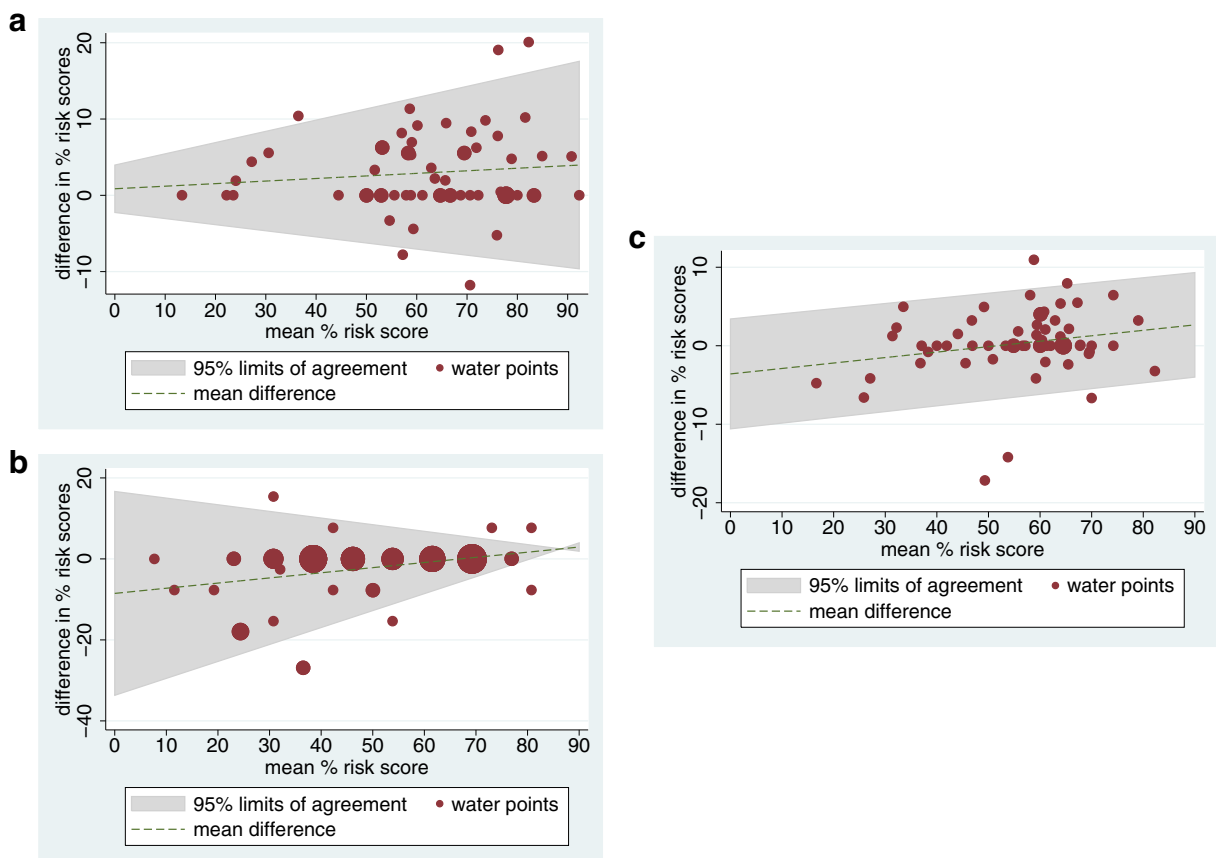 a
difference in % risk scores
20
10
0
−10
0 10 20 30 40 50 60 70 80 90
mean % risk score
95% limits of agreement water points
mean difference
b
difference in % risk scores
20
0
−20
−40
0 10 20 30 40 50 60 70 80 90
mean % risk score
95% limits of agreement water points
mean difference
c
difference in % risk scores
10
0
−10
−20
0 10 20 30 40 50 60 70 80 90
mean % risk score
95% limits of agreement water points
mean difference